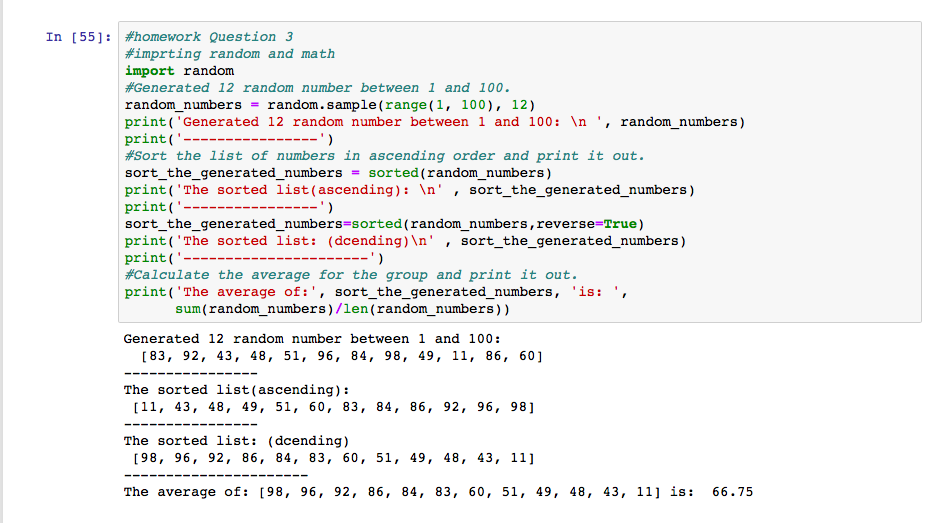 In [55]: #homework Question 3
#imprting random and math
import random
#Generated 12 random number between 1 and 100.
random_numbers = random.sample(range(1, 100), 12)
print('Generated 12 random number between 1 and 100: \n ', random_numbers)
print('----------------')
#Sort the list of numbers in ascending order and print it out.
sort_the_generated_numbers = sorted(random_numbers)
print('The sorted list(ascending): \n' , sort_the_generated_numbers)
print('----------------')
sort_the_generated_numbers=sorted(random_numbers,reverse=True)
print('The sorted list: (dcending)\n' , sort_the_generated_numbers)
print('----------------------')
#Calculate the average for the group and print it out.
print('The average of:', sort_the_generated_numbers, 'is: ',
sum(random_numbers)/len(random_numbers))
Generated 12 random number between 1 and 100:
[83, 92, 43, 48, 51, 96, 84, 98, 49, 11, 86, 60]
----------------
The sorted list(ascending):
[11, 43, 48, 49, 51, 60, 83, 84, 86, 92, 96, 98]
----------------
The sorted list: (dcending)
[98, 96, 92, 86, 84, 83, 60, 51, 49, 48, 43, 11]
----------------------
The average of: [98, 96, 92, 86, 84, 83, 60, 51, 49, 48, 43, 11] is:  66.75